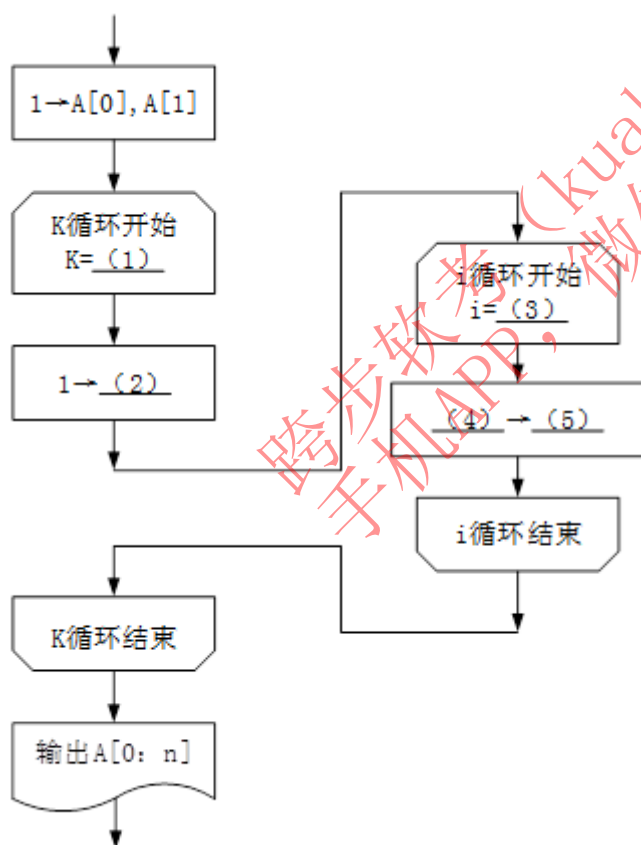 1→A[0],A[1]
K循环开始
K=（1）
1→（2）
i循环开始
i=（3）
（4）→（5）
i循环结束
K循环结束
输出A[0：n]
跨步软考（kual
手机APP，微信